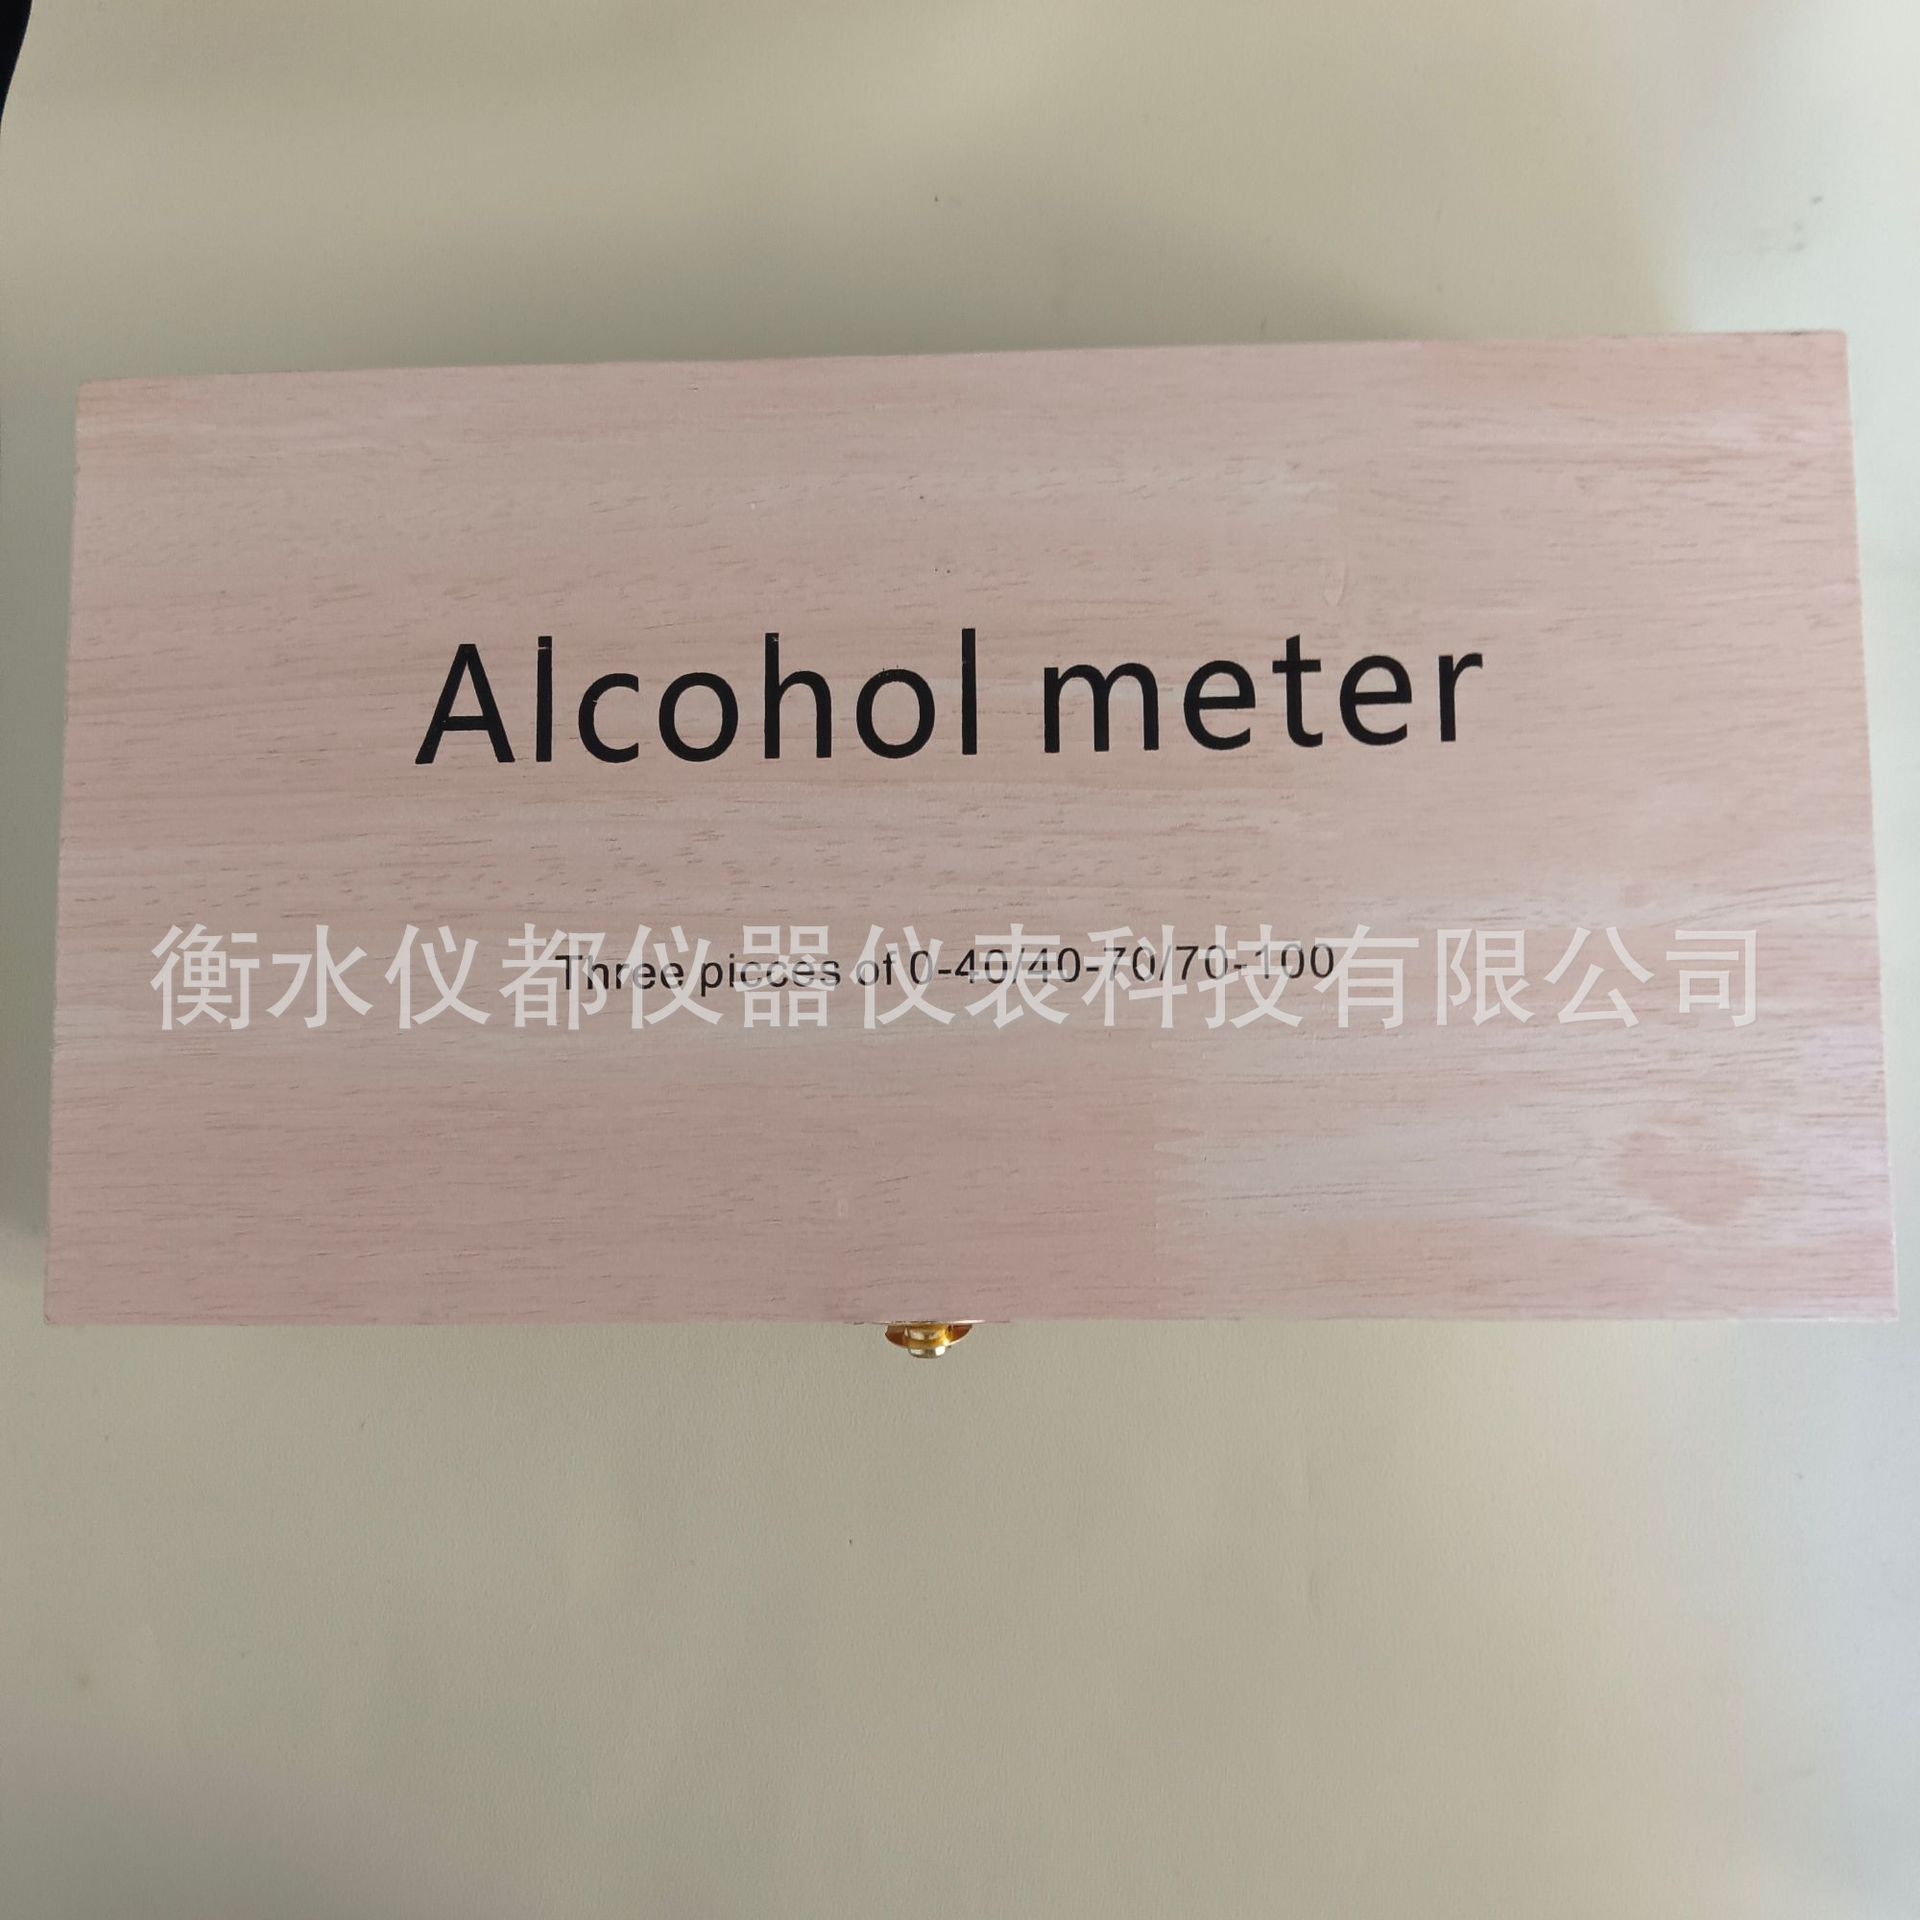 Alcohol meter
衡水仪都仪器仪表科技有限公司
Three picces of 0-40/40-70/70-100